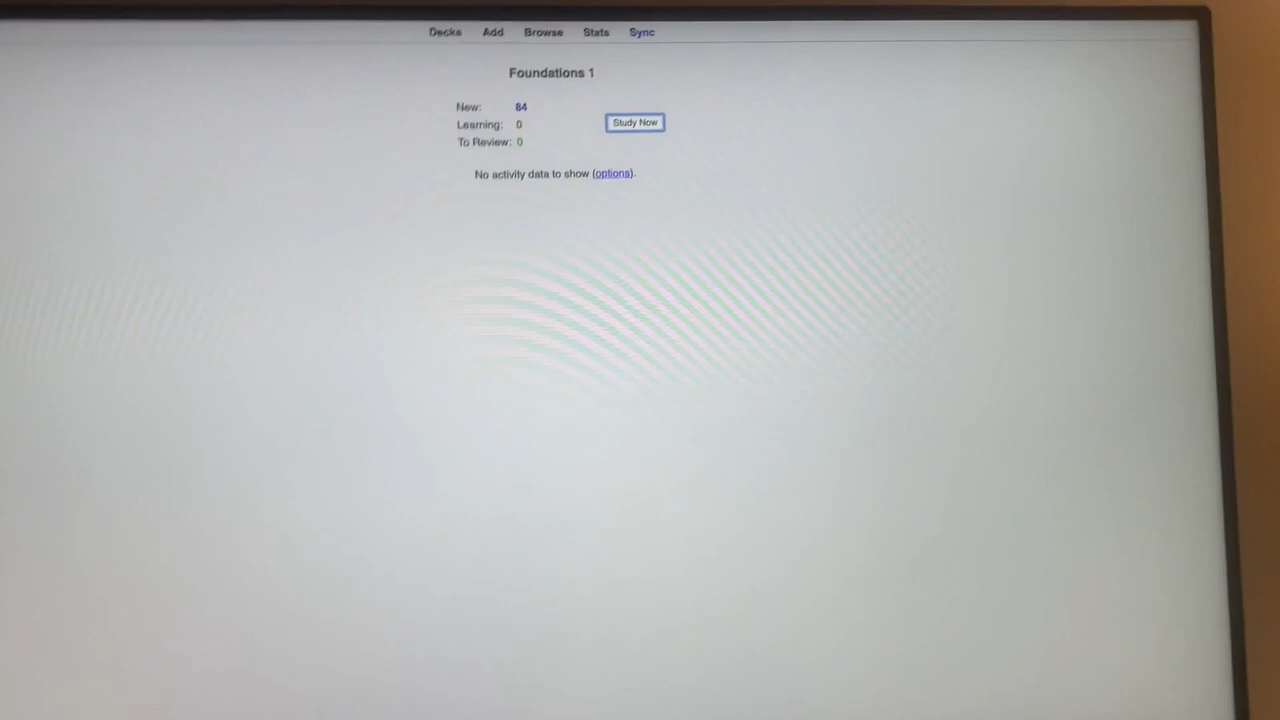 Decks Add Browse Stats Sync
Foundations 1
New: 84
Learning: 0
To Review: 0
Study Now
No activity data to show (options).